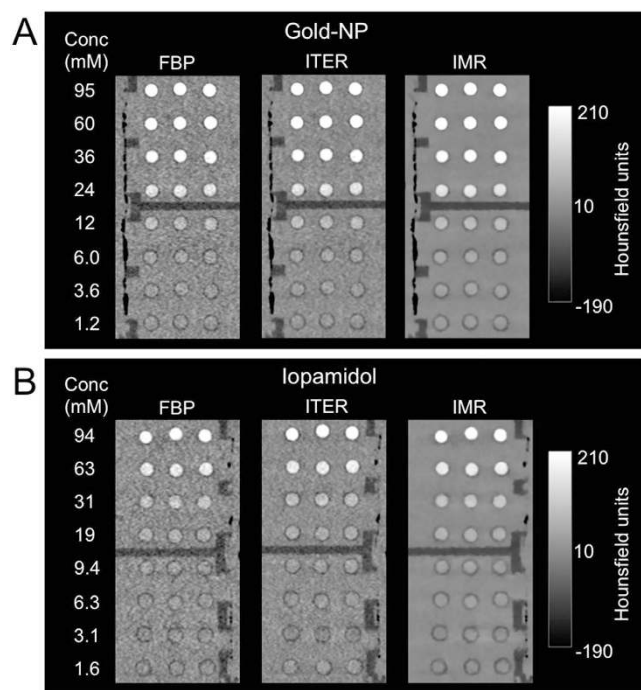 A
Gold-NP
Conc
(mM)
FBP ITER IMR
95
60
36
24
12
6.0
3.6
1.2
210
10
-190
Hounsfield units
B
Iopamidol
Conc
(mM)
FBP ITER IMR
94
63
31
19
9.4
6.3
3.1
1.6
210
10
-190
Hounsfield units